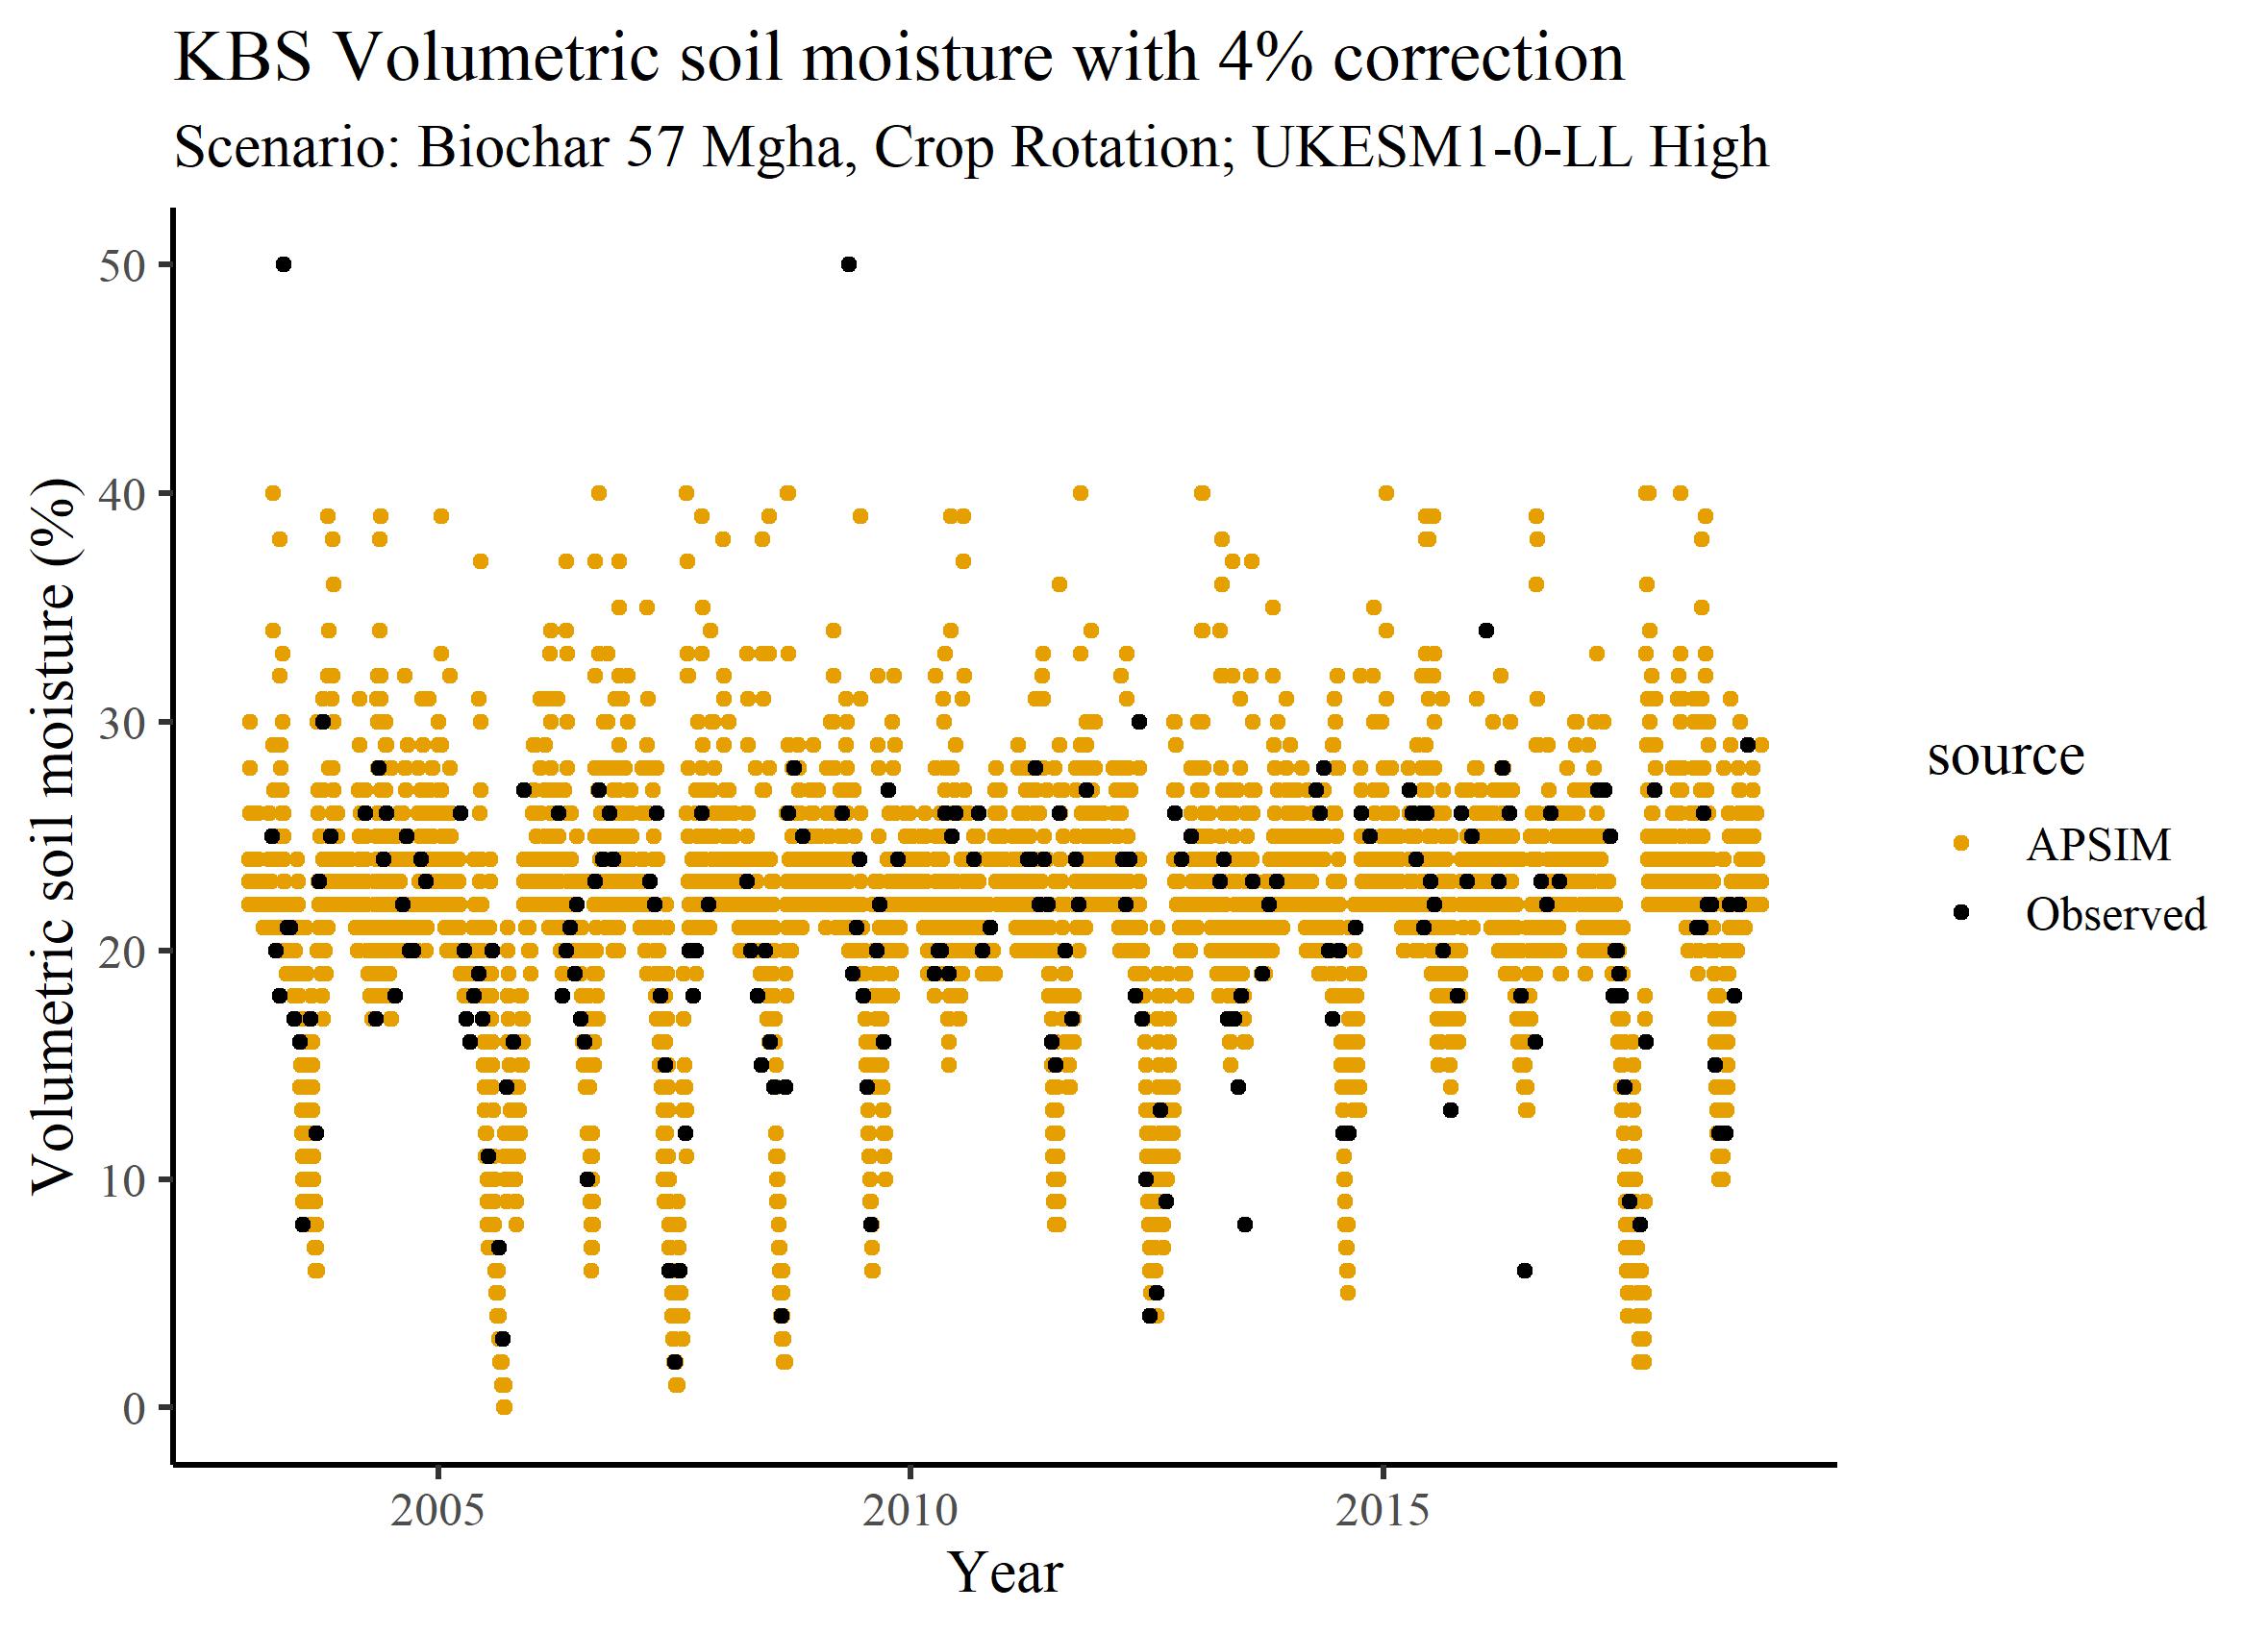 KBS Volumetric soil moisture with 4% correction
Scenario: Biochar 57 Mgha, Crop Rotation; UKESM1-0-LL High
Volumetric soil moisture (%)
50
40
30
20
10
0
2005
2010
2015
Year
source
APSIM
Observed